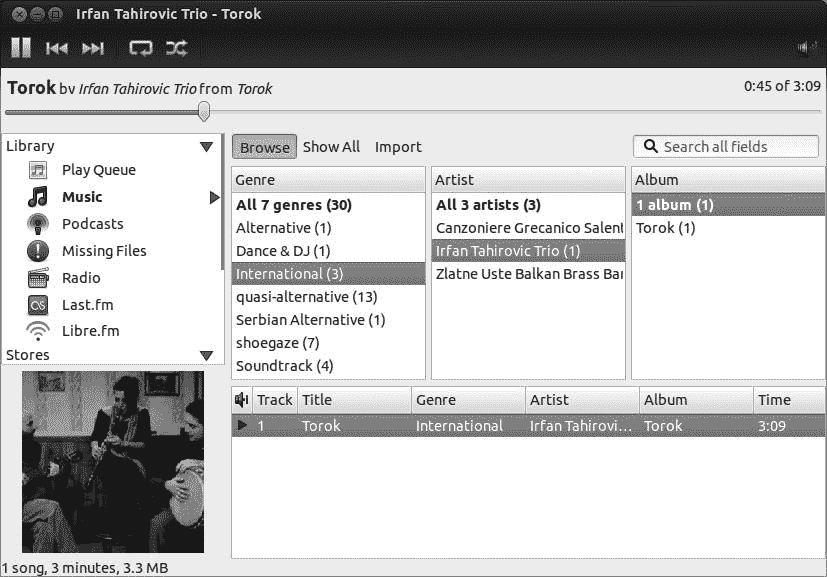 Irfan Tahirovic Trio - Torok
Torok by Irfan Tahirovic Trio from Torok
0:45 of 3:09
Library
Play Queue
Music
Podcasts
Missing Files
Radio
Last.fm
Libre.fm
Stores
Browse Show All Import
Search all fields
Genre
All 7 genres (30)
Alternative (1)
Dance & DJ (1)
International (3)
quasi-alternative (13)
Serbian Alternative (1)
shoegaze (7)
Soundtrack (4)
Artist
All 3 artists (3)
Canzoniere Grecanico Salent
Irfan Tahirovic Trio (1)
Zlatne Uste Balkan Brass Ban
Album
1 album (1)
Torok (1)
Track Title Genre Artist Album Time
1 Torok International Irfan Tahirovi... Torok 3:09
1 song, 3 minutes, 3.3 MB